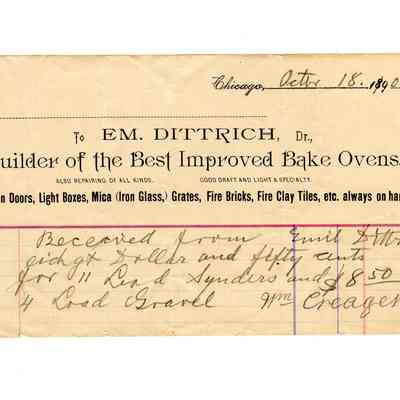 Chicago, Octbr 18. 1890
To EM. DITTRICH, Dr.,
uilder of the Best Improved Bake Ovens
ALSO REPAIRING OF ALL KINDS. GOOD DRAFT AND LIGHT A SPECIALTY.
n Doors, Light Boxes, Mica (Iron Glass,) Grates, Fire Bricks, Fire Clay Tiles, etc. always on han
Received from Emil Dittr
eight Dollar and fifty cents
for 11 Load Synders and $8 50
4 Load Gravel Wm Creager